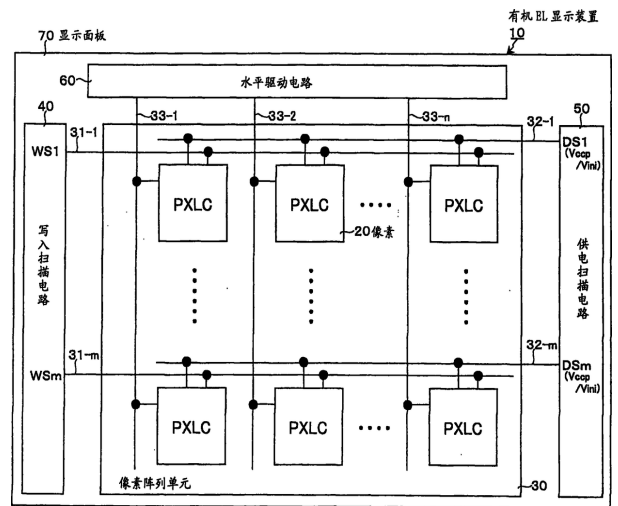 有机EL显示装置
10
70 显示面板
60
水平驱动电路
40
33-1
33-2
33-n
50
31-1
32-1
WS1
DS1
(Vccp
/Vini)
PXLC
PXLC
PXLC
20像素
写入扫描电路
供电扫描电路
31-m
32-m
WSm
DSm
(Vccp
/Vini)
PXLC
PXLC
PXLC
像素阵列单元
30